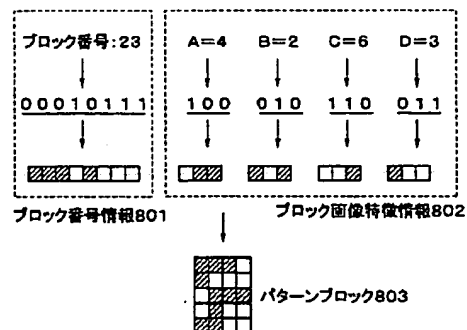 ブロック番号:23 A=4 B=2 C=6 D=3
00010111 100 010 110 011
ブロック番号情報801 ブロック画像特徴情報802
パターンブロック803